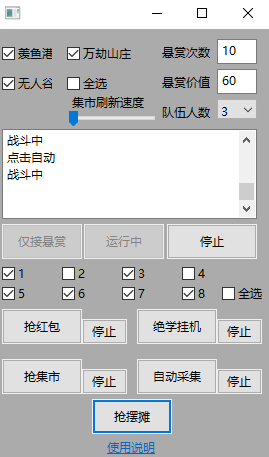 羡鱼港 万劫山庄 悬赏次数 10
无人谷 全选 悬赏价值 60
集市刷新速度
队伍人数 3
战斗中
点击自动
战斗中
仅接悬赏 运行中 停止
1 2 3 4
5 6 7 8 全选
抢红包 停止 绝学挂机 停止
抢集市 停止 自动采集 停止
抢摆摊
使用说明